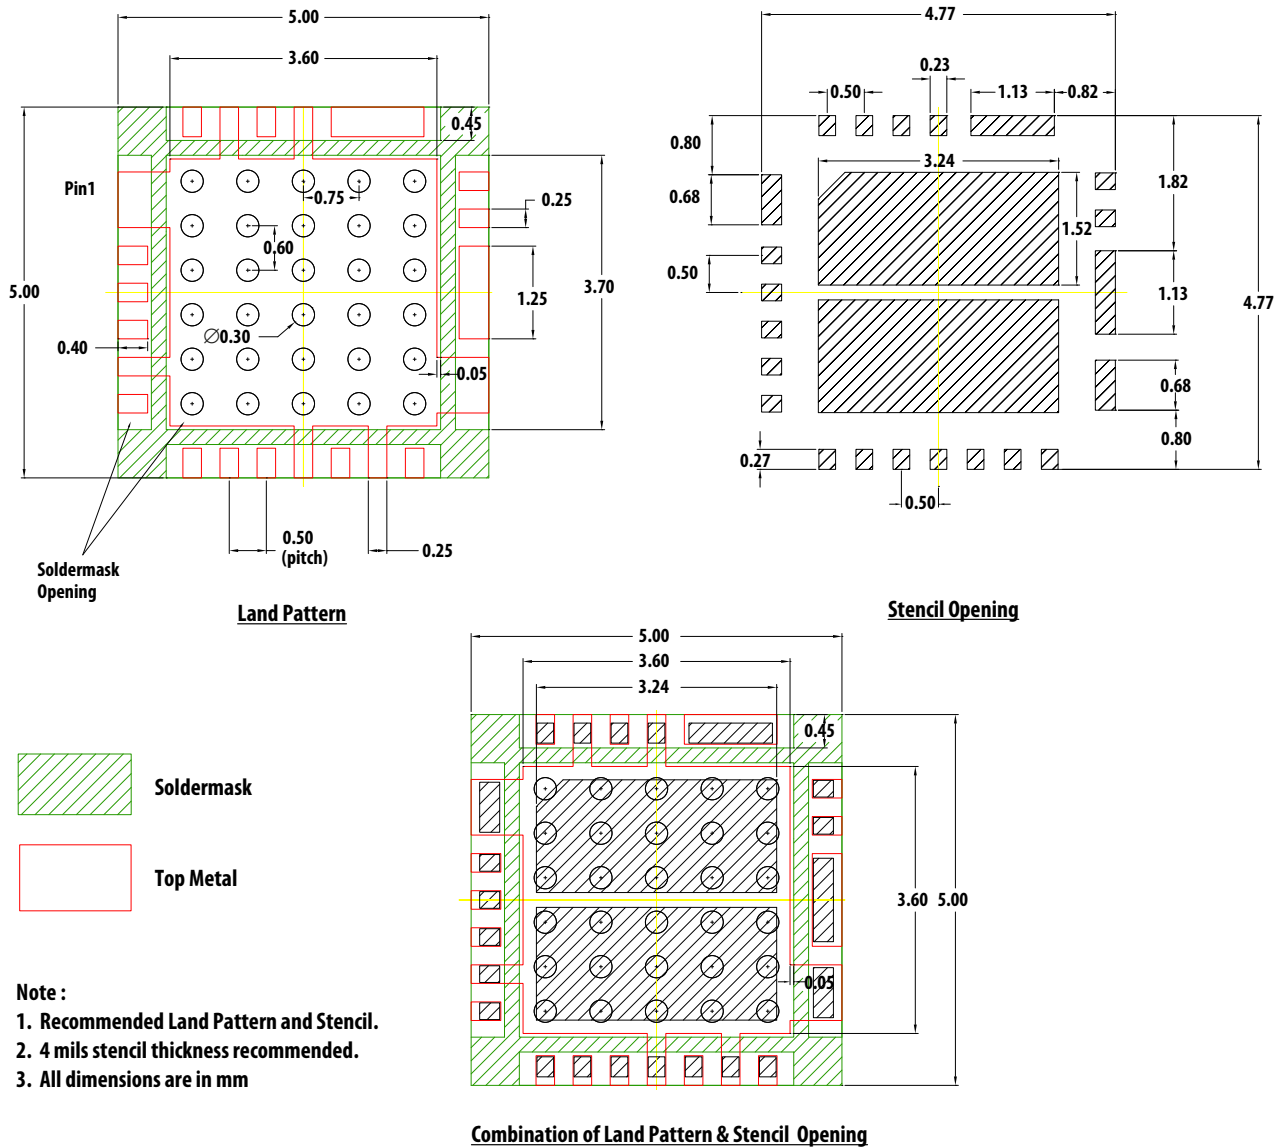 5.00
3.60
0.45
Pin1
0.75
0.25
0.60
5.00
1.25
3.70
Ø0.30
0.40
0.05
0.50
(pitch)
0.25
Soldermask
Opening
Land Pattern
4.77
0.23
0.50
1.13
0.82
0.80
3.24
0.68
1.82
1.52
0.50
1.13
4.77
0.68
0.80
0.27
0.50
Stencil Opening
5.00
3.60
3.24
0.45
3.60
5.00
0.05
Combination of Land Pattern & Stencil Opening
Soldermask
Top Metal
Note :
1. Recommended Land Pattern and Stencil.
2. 4 mils stencil thickness recommended.
3. All dimensions are in mm